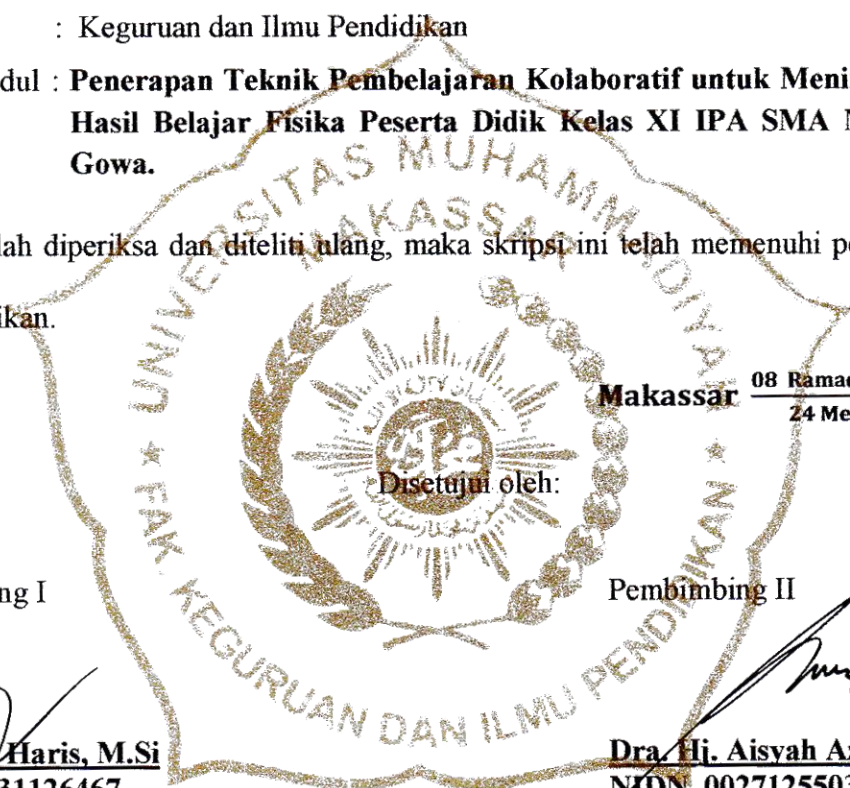 : Keguruan dan Ilmu Pendidikan
dul : Penerapan Teknik Pembelajaran Kolaboratif untuk Meni
Hasil Belajar Fisika Peserta Didik Kelas XI IPA SMA N
Gowa.
lah diperiksa dan diteliti ulang, maka skripsi ini telah memenuhi pe
ikan.
Makassar 08 Ramad
24 Me
Disetujui oleh:
ng I Pembimbing II
Haris, M.Si Dra. Hj. Aisyah A
31126467 NIDN. 0027125503
UNIVERSITAS MUHAMMADIYAH
MAKASSAR
FAK. KEGURUAN DAN ILMU PENDIDIKAN